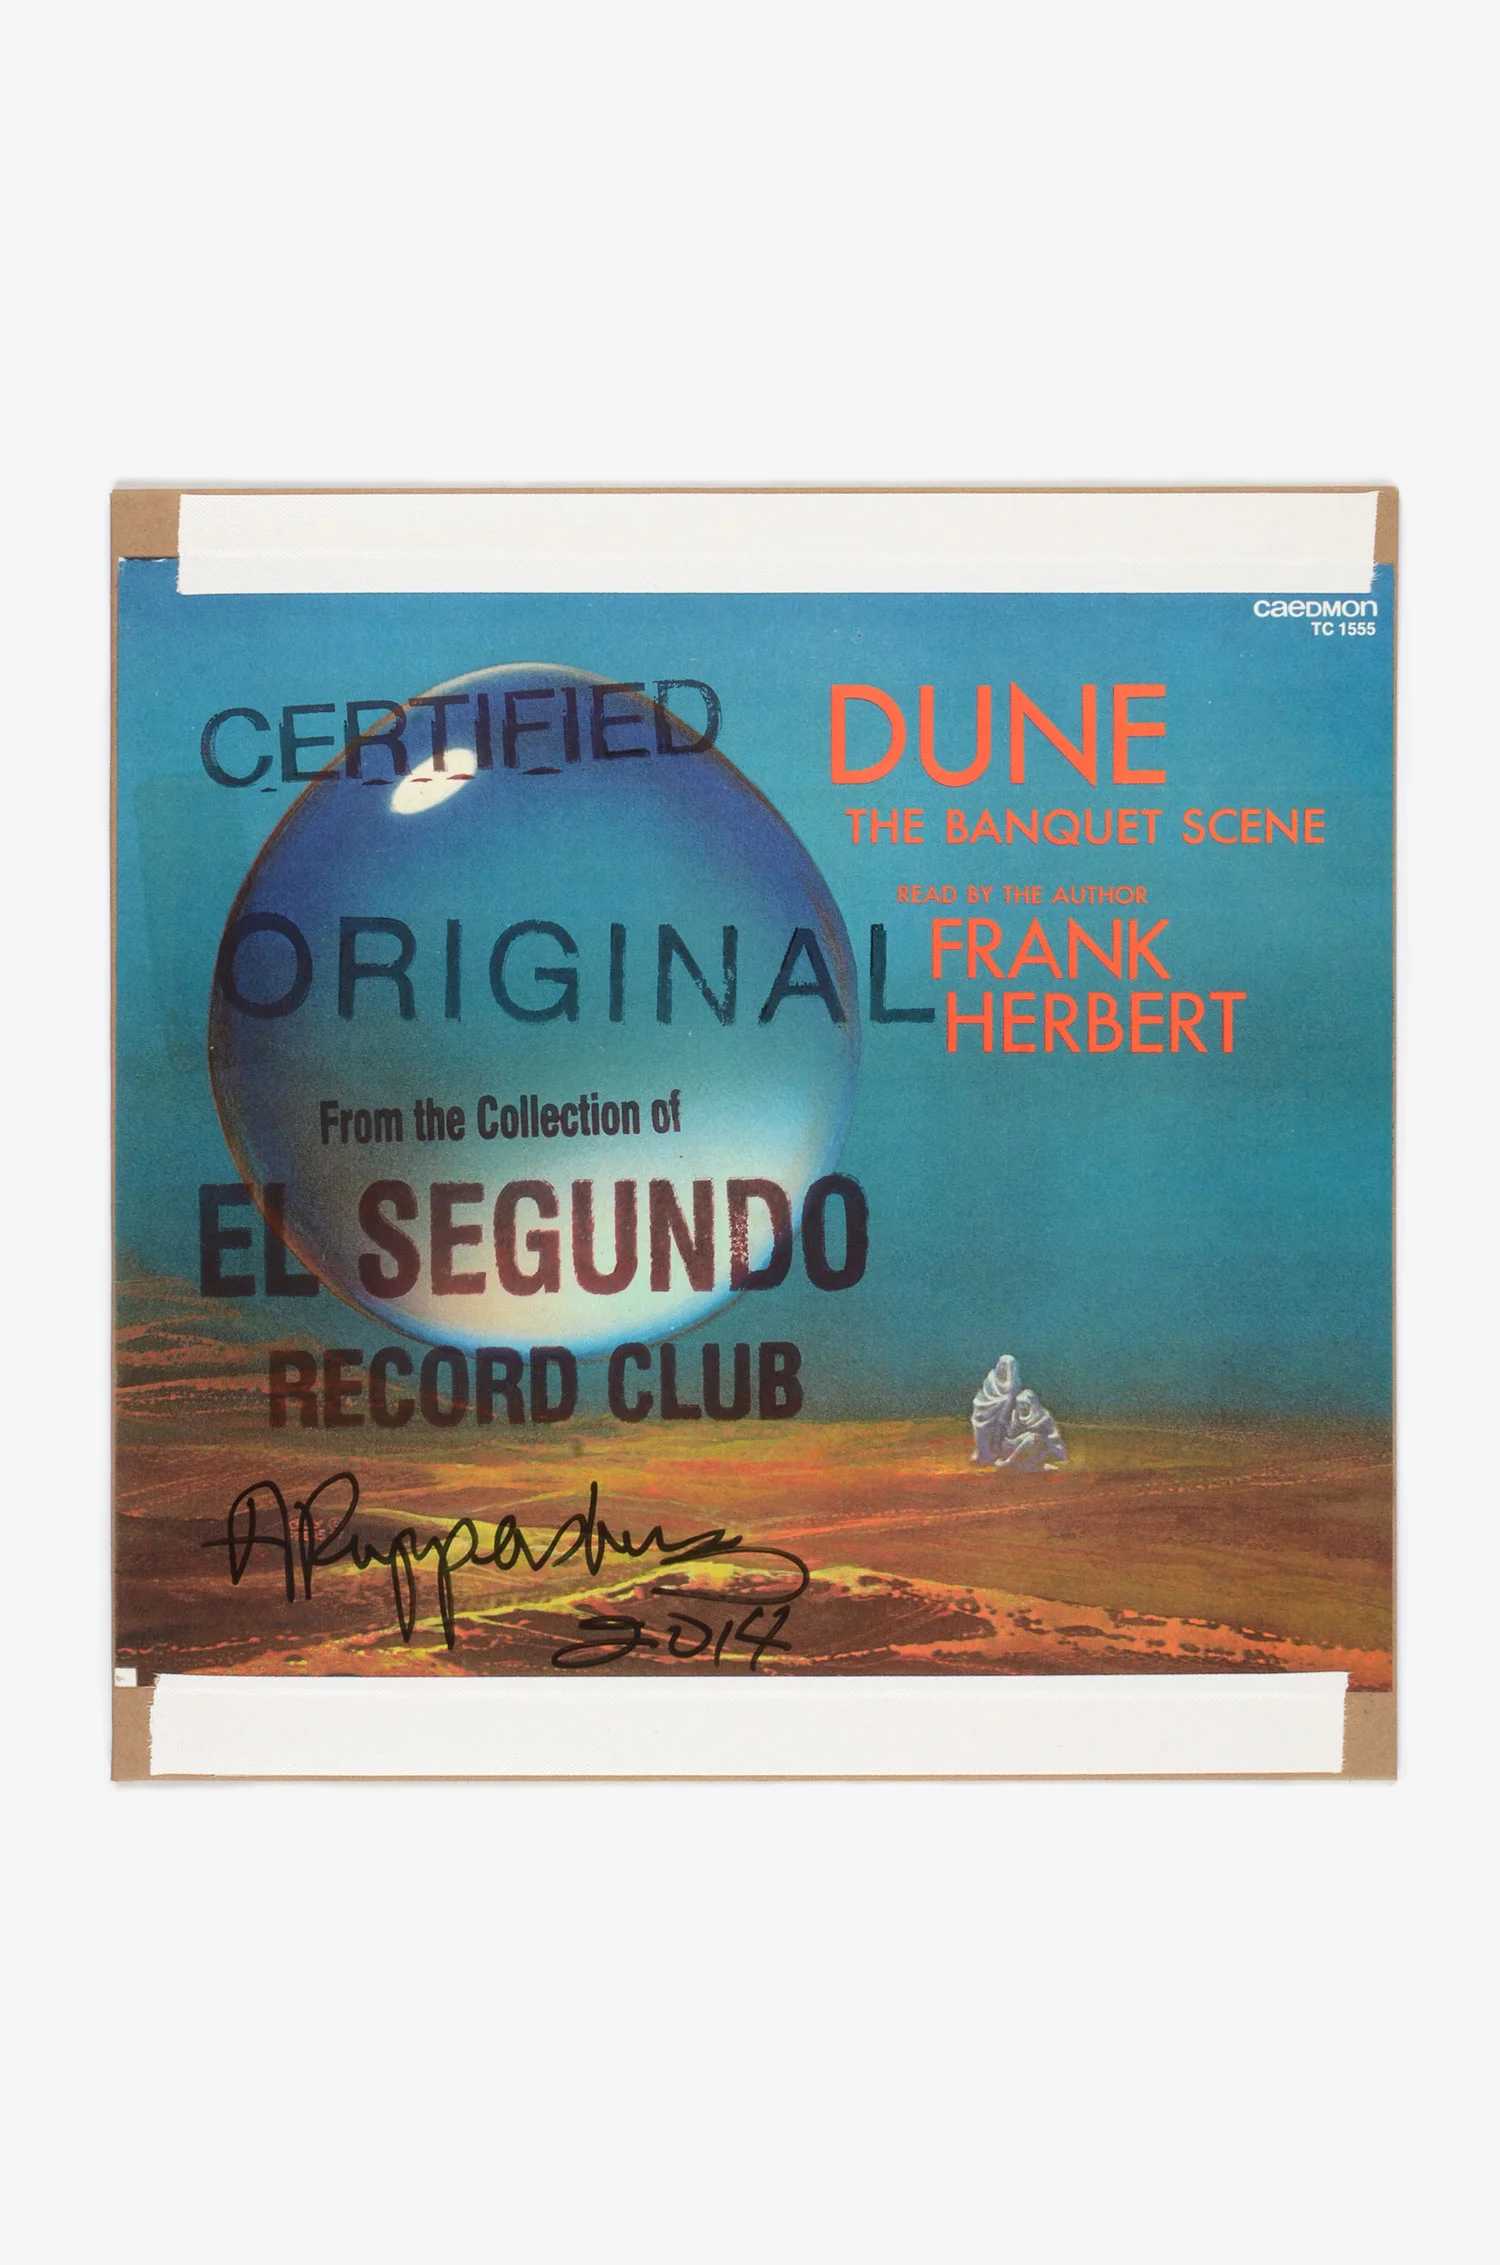 caedmon
TC 1555
CERTIFIED
DUNE
THE BANQUET SCENE
READ BY THE AUTHOR
FRANK
HERBERT
ORIGINAL
From the Collection of
EL SEGUNDO
RECORD CLUB
A Ruppersberg
2014